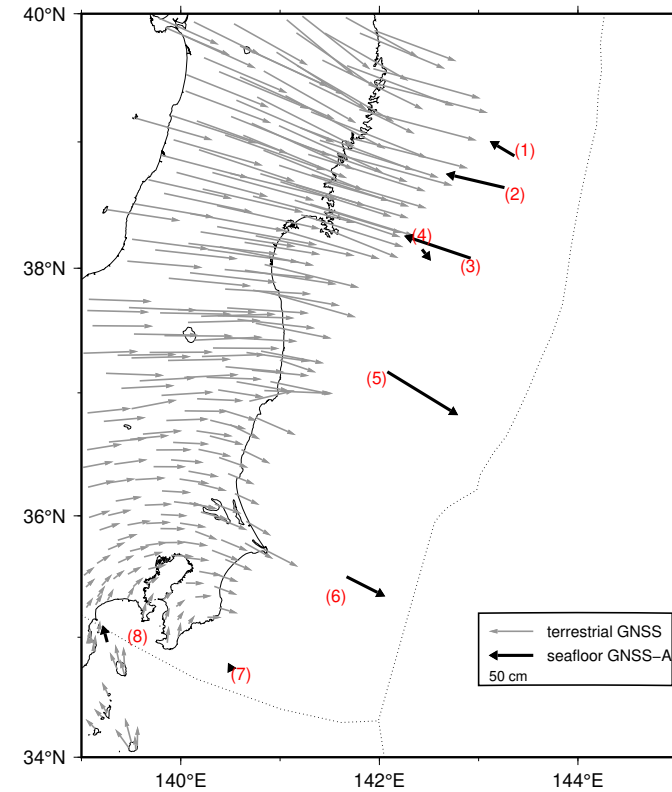 40°N
(1)
(2)
(4)
38°N
(3)
(5)
36°N
(6)
terrestrial GNSS
(8)
seafloor GNSS−A
(7)
50 cm
34°N
140°E 142°E 144°E